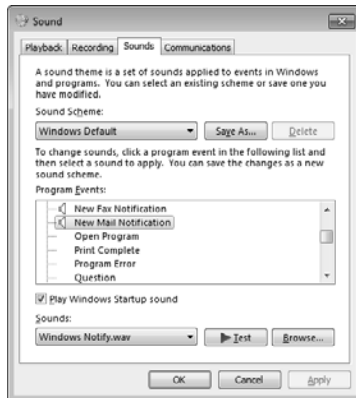 Sound
Playback Recording Sounds Communications
A sound theme is a set of sounds applied to events in Windows
and programs. You can select an existing scheme or save one you
have modified.
Sound Scheme:
Windows Default Save As... Delete
To change sounds, click a program event in the following list and
then select a sound to apply. You can save the changes as a new
sound scheme.
Program Events:
New Fax Notification
New Mail Notification
Open Program
Print Complete
Program Error
Question
Play Windows Startup sound
Sounds:
Windows Notify.wav Test Browse...
OK Cancel Apply